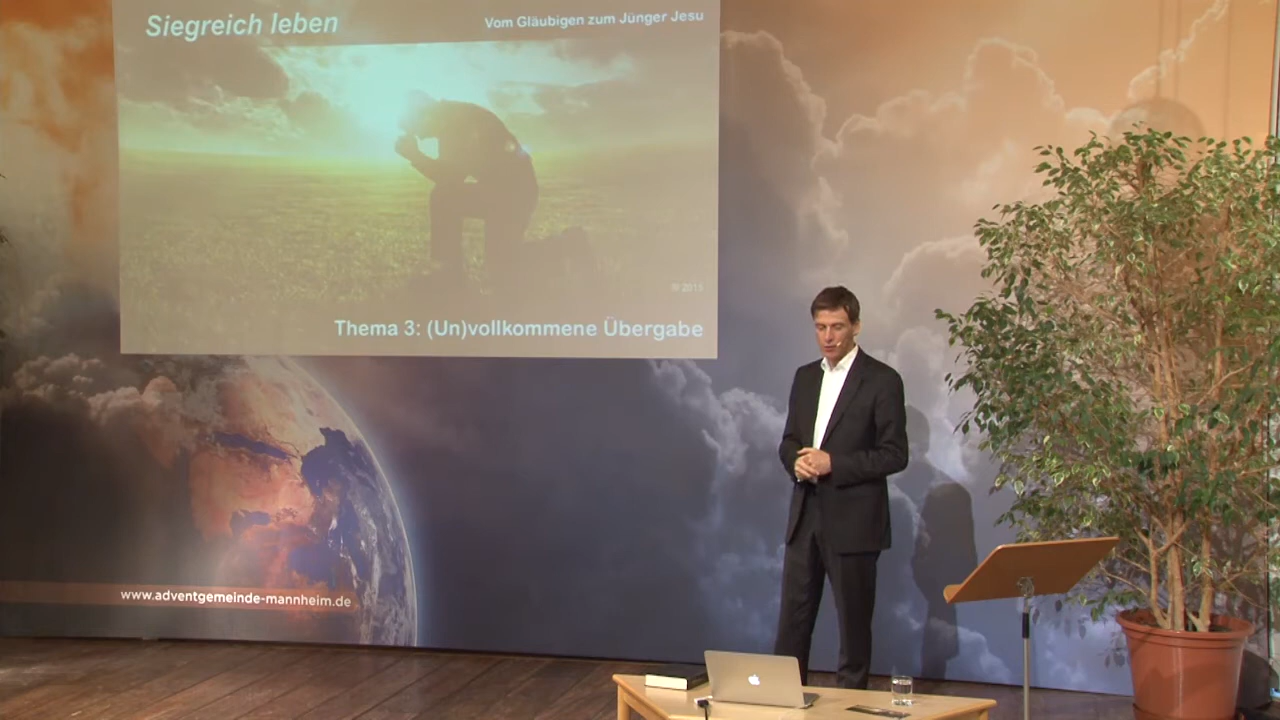 Siegreich leben
Vom Gläubigen zum Jünger Jesu
© 2015
Thema 3: (Un)vollkommene Übergabe
www.adventgemeinde-mannheim.de